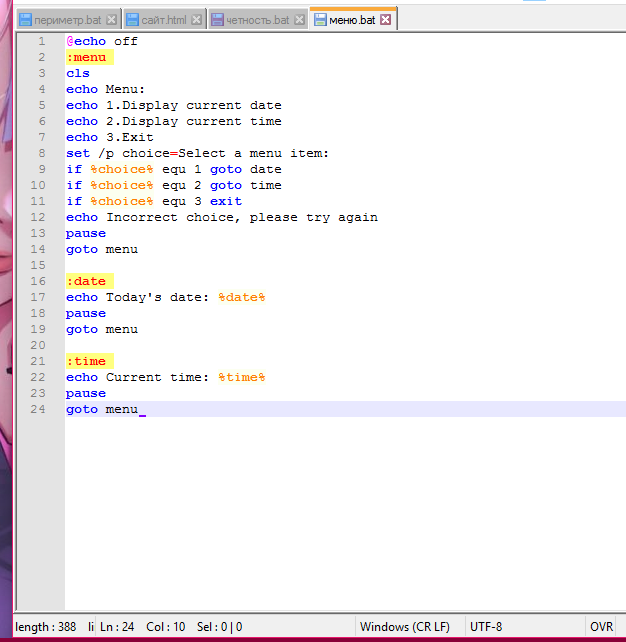 периметр.bat сайт.html четность.bat меню.bat
1 @echo off
2 :menu
3 cls
4 echo Menu:
5 echo 1.Display current date
6 echo 2.Display current time
7 echo 3.Exit
8 set /p choice=Select a menu item:
9 if %choice% equ 1 goto date
10 if %choice% equ 2 goto time
11 if %choice% equ 3 exit
12 echo Incorrect choice, please try again
13 pause
14 goto menu
15
16 :date
17 echo Today's date: %date%
18 pause
19 goto menu
20
21 :time
22 echo Current time: %time%
23 pause
24 goto menu
length : 388 li Ln : 24 Col : 10 Sel : 0 | 0 Windows (CR LF) UTF-8 OVR